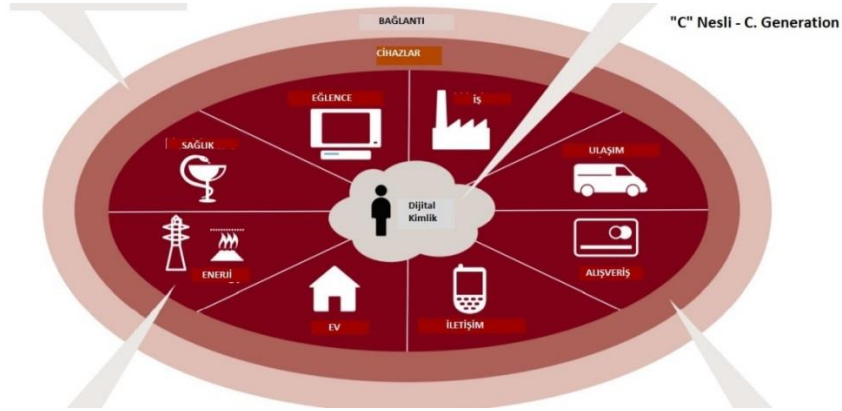 BAĞLANTI
"C" Nesli - C. Generation
CİHAZLAR
EĞLENCE
İŞ
SAĞLIK
ULAŞIM
Dijital
Kimlik
ENERJİ
ALIŞVERİŞ
EV
İLETİŞİM